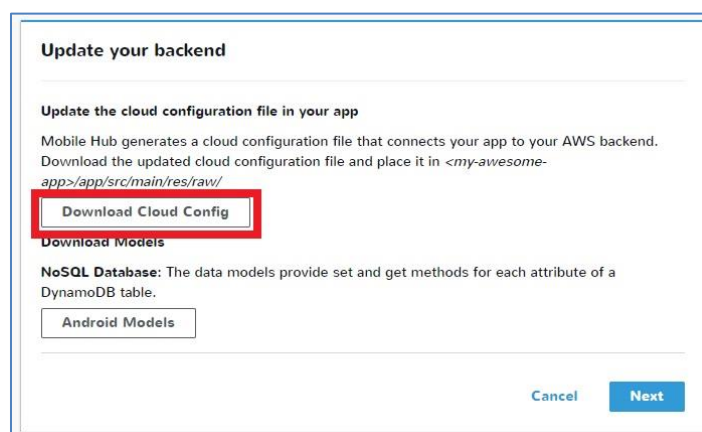 Update your backend
Update the cloud configuration file in your app
Mobile Hub generates a cloud configuration file that connects your app to your AWS backend.
Download the updated cloud configuration file and place it in <my-awesome-
app>/app/src/main/res/raw/
Download Cloud Config
Download Models
NoSQL Database: The data models provide set and get methods for each attribute of a
DynamoDB table.
Android Models
Cancel Next